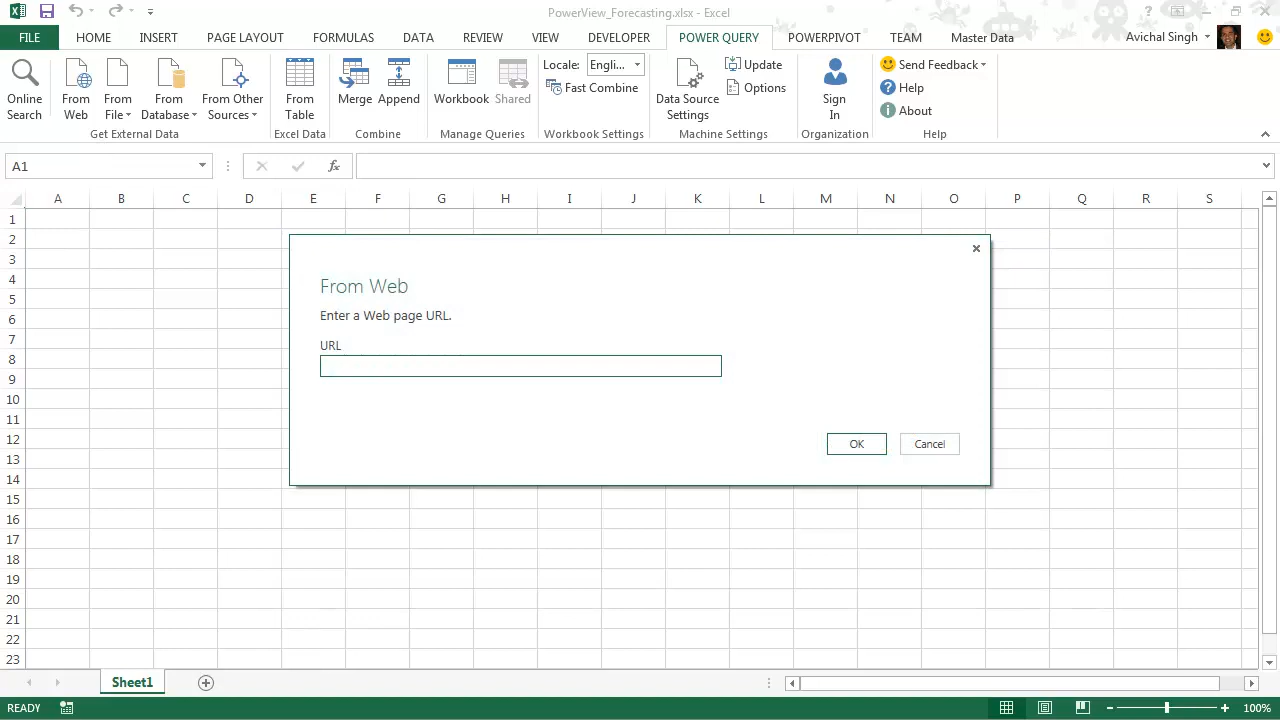 PowerView_Forecasting.xlsx - Excel
FILE HOME INSERT PAGE LAYOUT FORMULAS DATA REVIEW VIEW DEVELOPER POWER QUERY POWERPIVOT TEAM Master Data Avichal Singh
Online Search
From Web
From File
From Database
From Other Sources
Get External Data
From Table
Excel Data
Merge Append
Combine
Workbook Shared
Manage Queries
Locale: Engli...
Fast Combine
Workbook Settings
Data Source Settings
Update
Options
Machine Settings
Sign In
Organization
Send Feedback
Help
About
Help
A1
fx
A B C D E F G H I J K L M N O P Q R S
1
2
3
4
5
6
7
8
9
10
11
12
13
14
15
16
17
18
19
20
21
22
23
From Web
Enter a Web page URL.
URL
OK Cancel
Sheet1
READY
100%